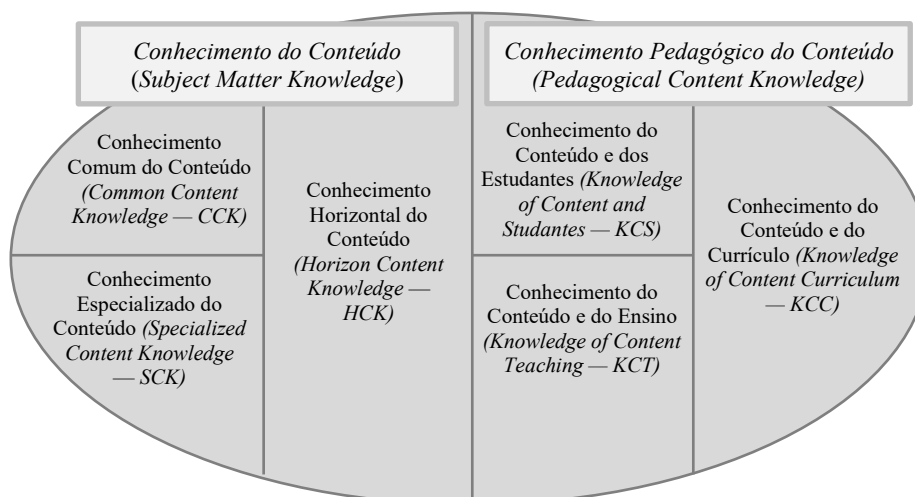 Conhecimento do Conteúdo
(Subject Matter Knowledge)
Conhecimento Pedagógico do Conteúdo
(Pedagogical Content Knowledge)
Conhecimento
Comum do Conteúdo
(Common Content
Knowledge — CCK)
Conhecimento
Especializado do
Conteúdo (Specialized
Content Knowledge
— SCK)
Conhecimento
Horizontal do
Conteúdo
(Horizon Content
Knowledge —
HCK)
Conhecimento do
Conteúdo e dos
Estudantes (Knowledge
of Content and
Studantes — KCS)
Conhecimento do
Conteúdo e do Ensino
(Knowledge of Content
Teaching — KCT)
Conhecimento do
Conteúdo e do
Currículo (Knowledge
of Content Curriculum
— KCC)